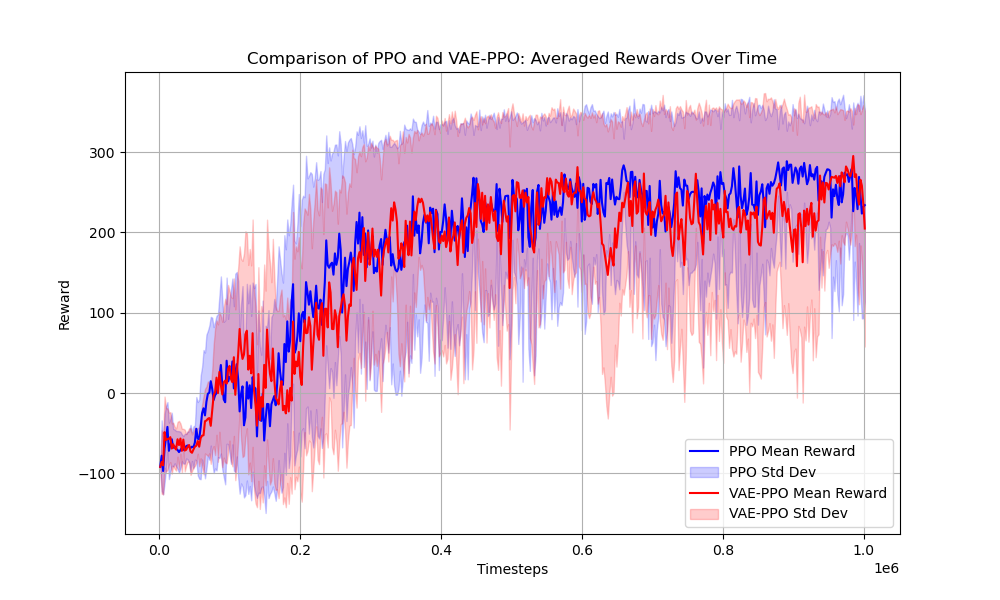 Comparison of PPO and VAE-PPO: Averaged Rewards Over Time
Reward
300
200
100
0
−100
PPO Mean Reward
PPO Std Dev
VAE-PPO Mean Reward
VAE-PPO Std Dev
0.0
0.2
0.4
0.6
0.8
1.0
1e6
Timesteps